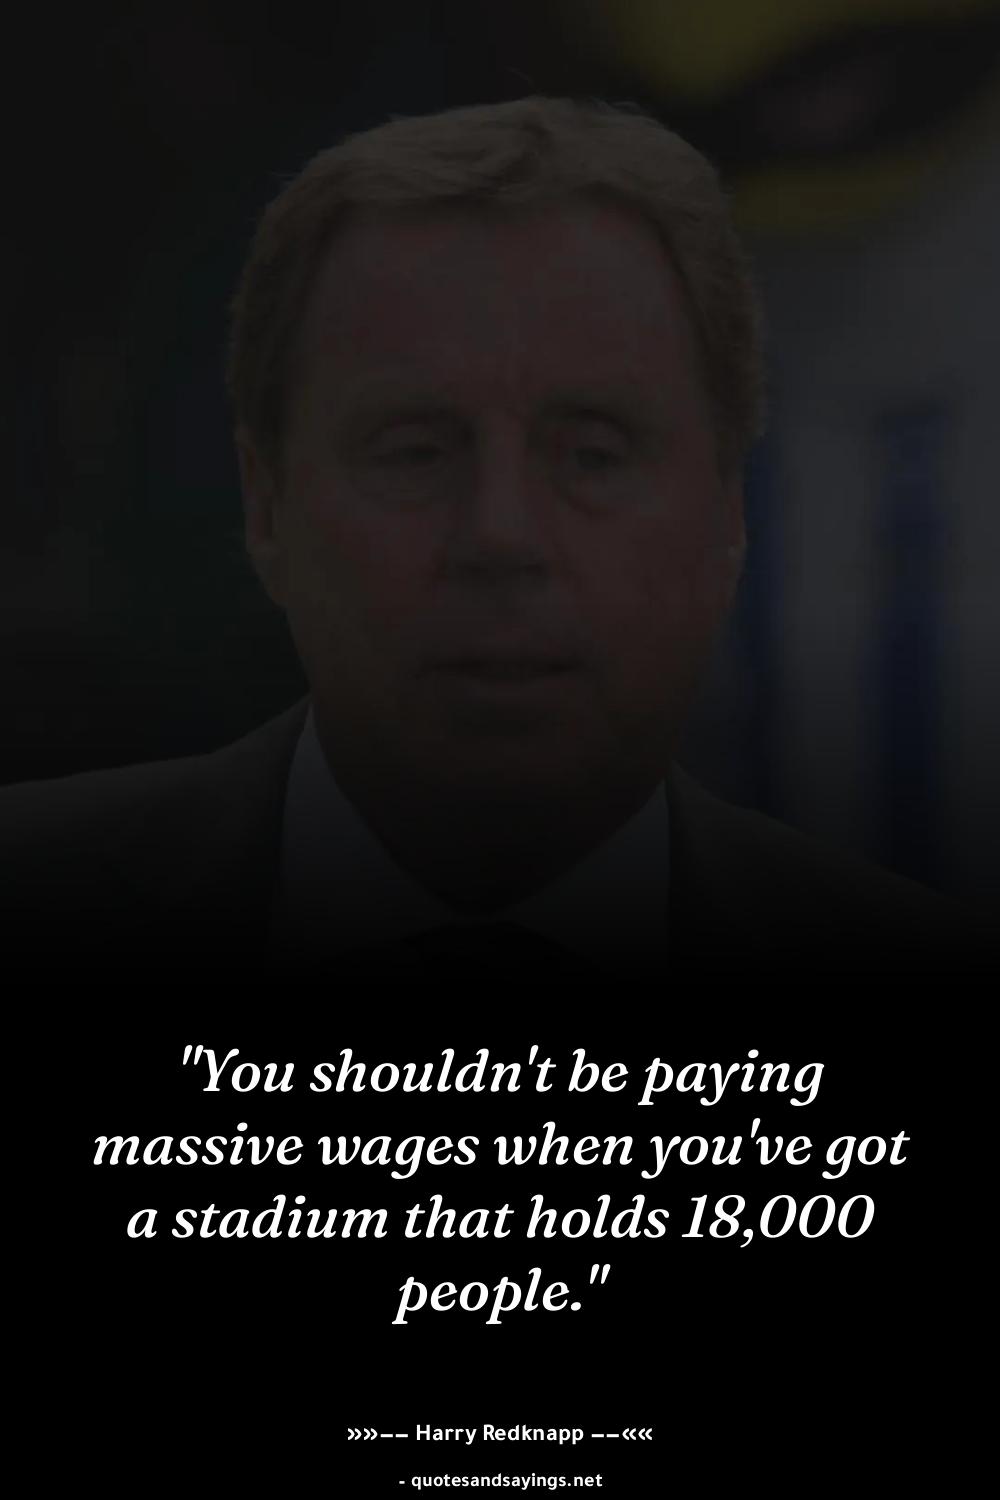 "You shouldn't be paying
massive wages when you've got
a stadium that holds 18,000
people."
»»—— Harry Redknapp ——««
- quotesandsayings.net